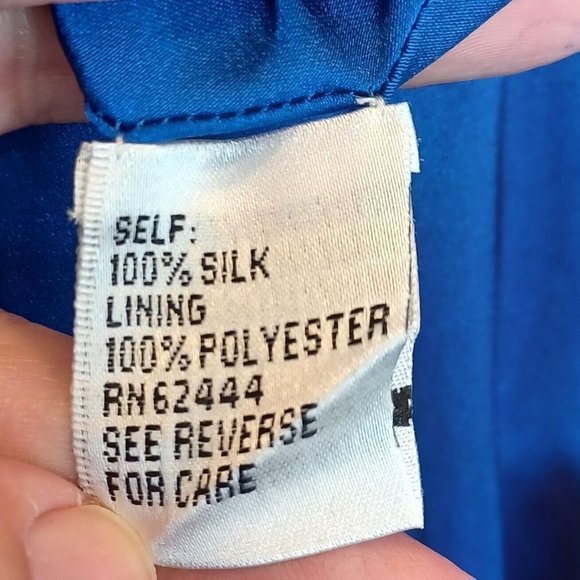 SELF:
100% SILK
LINING
100% POLYESTER
RN 62444
SEE REVERSE
FOR CARE